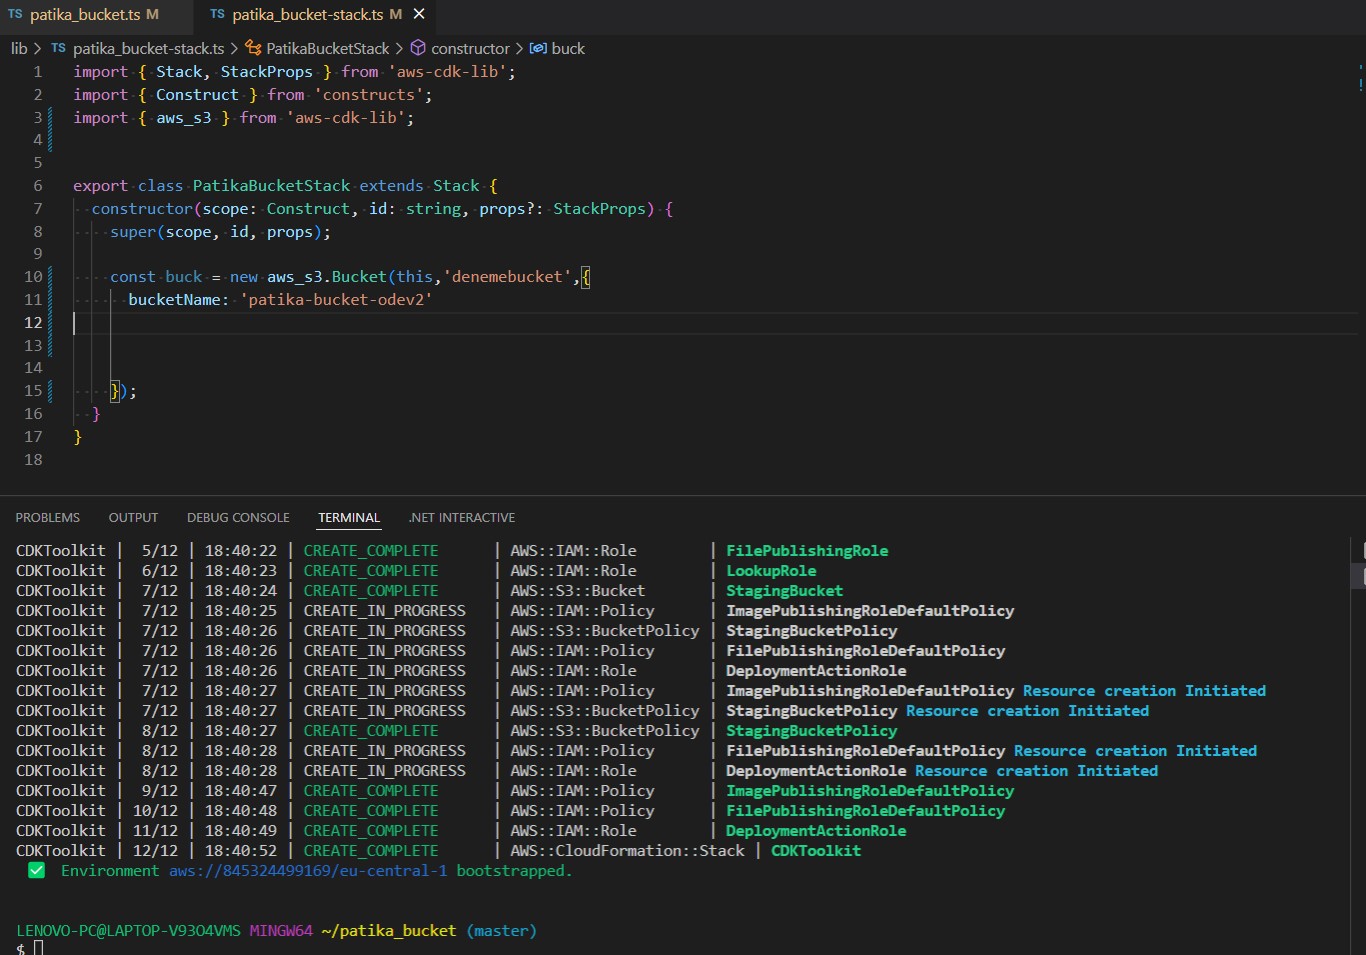 TS patika_bucket.ts M TS patika_bucket-stack.ts M
lib > TS patika_bucket-stack.ts > PatikaBucketStack > constructor > buck
1 import { Stack, StackProps } from 'aws-cdk-lib';
2 import { Construct } from 'constructs';
3 import { aws_s3 } from 'aws-cdk-lib';
4
5
6 export class PatikaBucketStack extends Stack {
7 constructor(scope: Construct, id: string, props?: StackProps) {
8 super(scope, id, props);
9
10 const buck = new aws_s3.Bucket(this,'denemebucket',{
11 bucketName: 'patika-bucket-odev2'
12
13
14
15 });
16 }
17 }
18
PROBLEMS OUTPUT DEBUG CONSOLE TERMINAL .NET INTERACTIVE
CDKToolkit | 5/12 | 18:40:22 | CREATE_COMPLETE | AWS::IAM::Role | FilePublishingRole
CDKToolkit | 6/12 | 18:40:23 | CREATE_COMPLETE | AWS::IAM::Role | LookupRole
CDKToolkit | 7/12 | 18:40:24 | CREATE_COMPLETE | AWS::S3::Bucket | StagingBucket
CDKToolkit | 7/12 | 18:40:25 | CREATE_IN_PROGRESS | AWS::IAM::Policy | ImagePublishingRoleDefaultPolicy
CDKToolkit | 7/12 | 18:40:26 | CREATE_IN_PROGRESS | AWS::S3::BucketPolicy | StagingBucketPolicy
CDKToolkit | 7/12 | 18:40:26 | CREATE_IN_PROGRESS | AWS::IAM::Policy | FilePublishingRoleDefaultPolicy
CDKToolkit | 7/12 | 18:40:26 | CREATE_IN_PROGRESS | AWS::IAM::Role | DeploymentActionRole
CDKToolkit | 7/12 | 18:40:27 | CREATE_IN_PROGRESS | AWS::IAM::Policy | ImagePublishingRoleDefaultPolicy Resource creation Initiated
CDKToolkit | 7/12 | 18:40:27 | CREATE_IN_PROGRESS | AWS::S3::BucketPolicy | StagingBucketPolicy Resource creation Initiated
CDKToolkit | 8/12 | 18:40:27 | CREATE_COMPLETE | AWS::S3::BucketPolicy | StagingBucketPolicy
CDKToolkit | 8/12 | 18:40:28 | CREATE_IN_PROGRESS | AWS::IAM::Policy | FilePublishingRoleDefaultPolicy Resource creation Initiated
CDKToolkit | 8/12 | 18:40:28 | CREATE_IN_PROGRESS | AWS::IAM::Role | DeploymentActionRole Resource creation Initiated
CDKToolkit | 9/12 | 18:40:47 | CREATE_COMPLETE | AWS::IAM::Policy | ImagePublishingRoleDefaultPolicy
CDKToolkit | 10/12 | 18:40:48 | CREATE_COMPLETE | AWS::IAM::Policy | FilePublishingRoleDefaultPolicy
CDKToolkit | 11/12 | 18:40:49 | CREATE_COMPLETE | AWS::IAM::Role | DeploymentActionRole
CDKToolkit | 12/12 | 18:40:52 | CREATE_COMPLETE | AWS::CloudFormation::Stack | CDKToolkit
✅ Environment aws://845324499169/eu-central-1 bootstrapped.
LENOVO-PC@LAPTOP-V93O4VMS MINGW64 ~/patika_bucket (master)
$